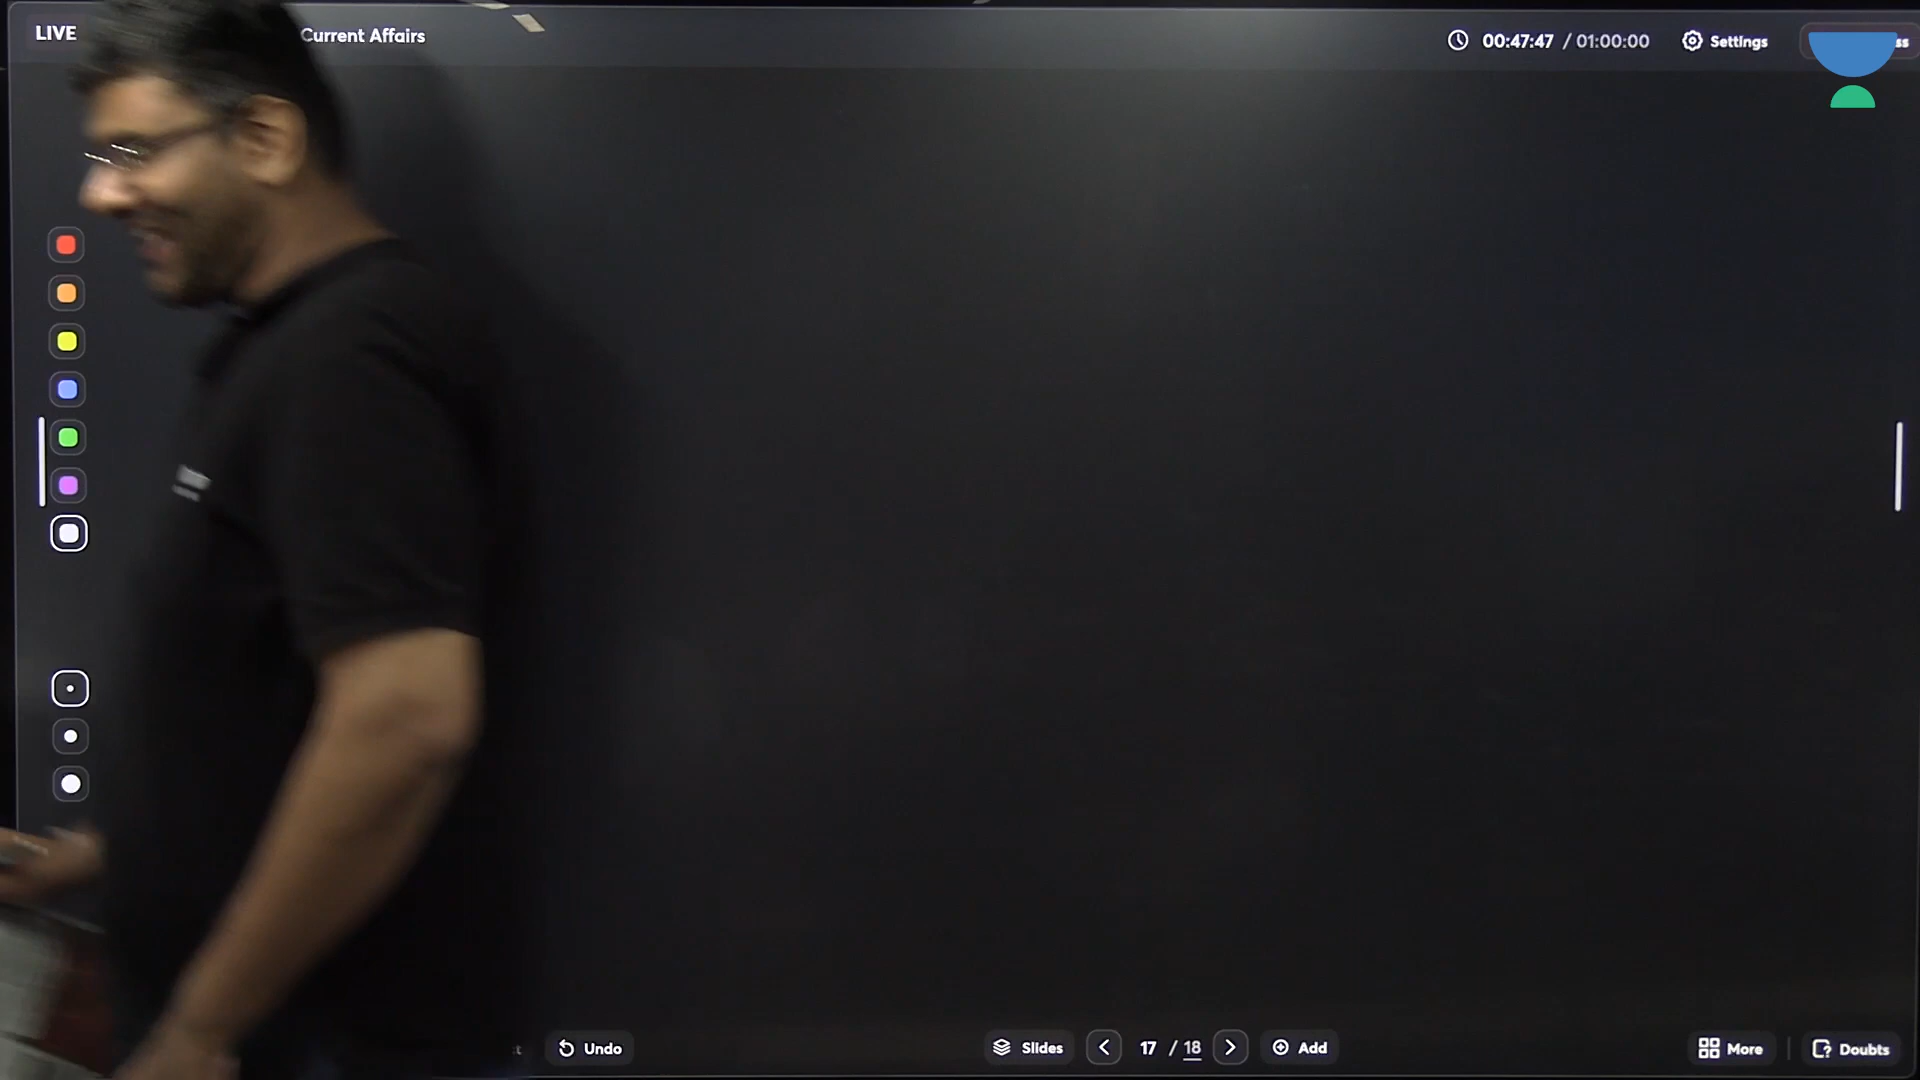 LIVE
Current Affairs
00:47:47 / 01:00:00
Settings
Undo
Slides
17 / 18
Add
More
Doubts